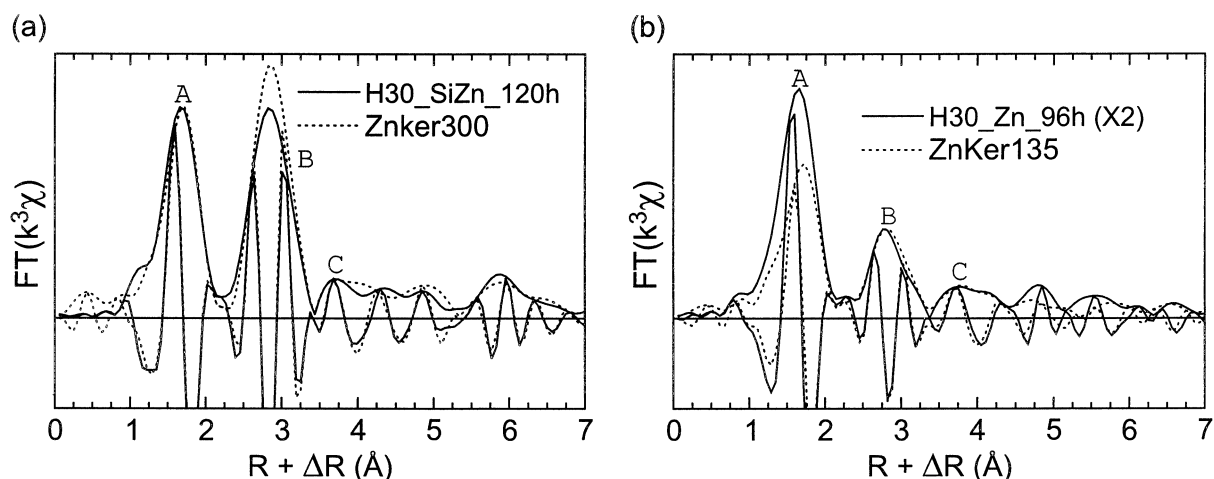 (a)
A
H30_SiZn_120h
Znker300
B
C
FT(k³χ)
0 1 2 3 4 5 6 7
R + ΔR (Å)
(b)
A
H30_Zn_96h (X2)
ZnKer135
B
C
FT(k³χ)
0 1 2 3 4 5 6 7
R + ΔR (Å)